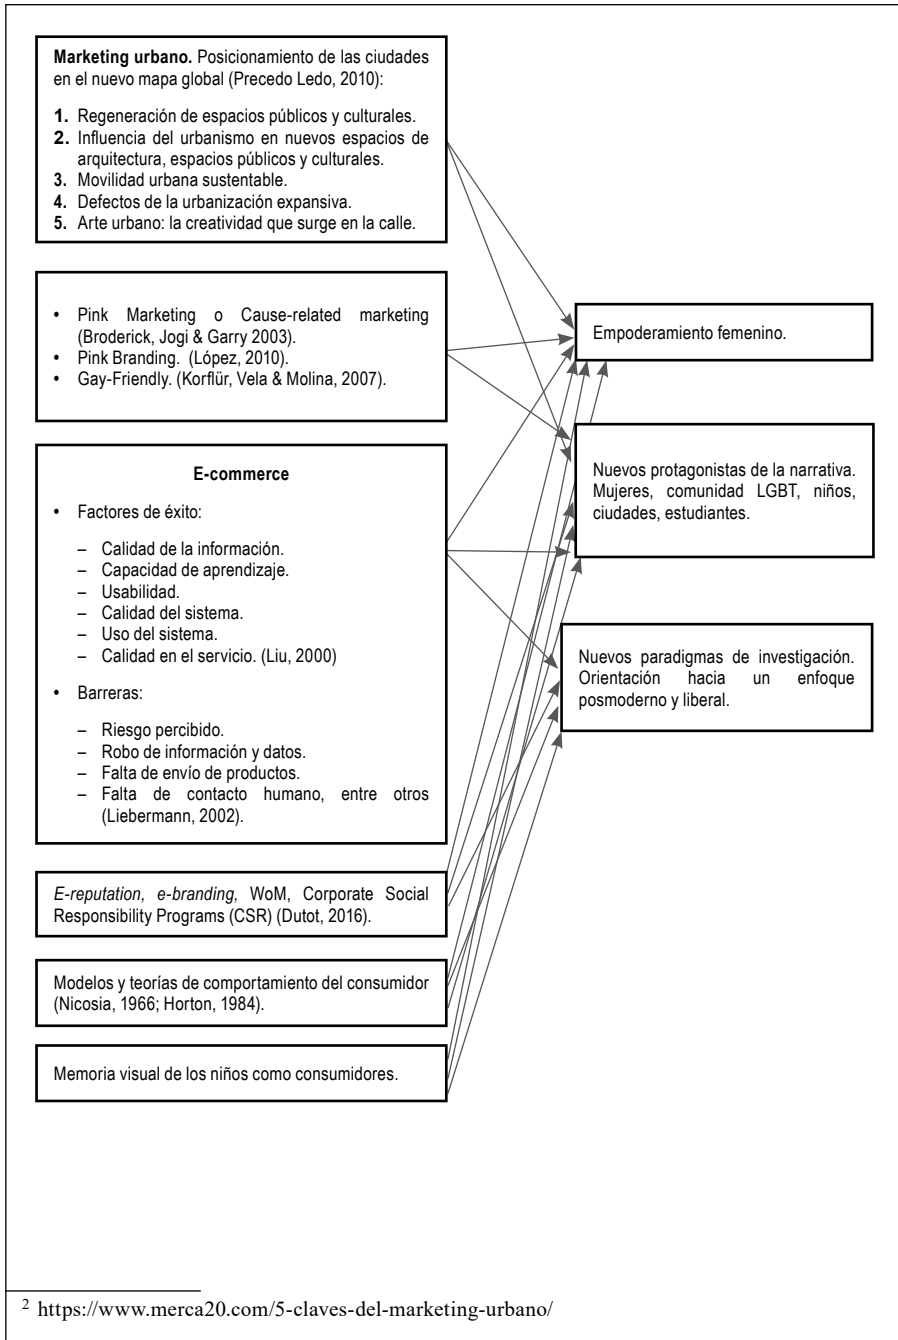 Marketing urbano. Posicionamiento de las ciudades
en el nuevo mapa global (Precedo Ledo, 2010):
1. Regeneración de espacios públicos y culturales.
2. Influencia del urbanismo en nuevos espacios de
arquitectura, espacios públicos y culturales.
3. Movilidad urbana sustentable.
4. Defectos de la urbanización expansiva.
5. Arte urbano: la creatividad que surge en la calle.
• Pink Marketing o Cause-related marketing
(Broderick, Jogi & Garry 2003).
• Pink Branding. (López, 2010).
• Gay-Friendly. (Korflür, Vela & Molina, 2007).
E-commerce
• Factores de éxito:
– Calidad de la información.
– Capacidad de aprendizaje.
– Usabilidad.
– Calidad del sistema.
– Uso del sistema.
– Calidad en el servicio. (Liu, 2000)
• Barreras:
– Riesgo percibido.
– Robo de información y datos.
– Falta de envío de productos.
– Falta de contacto humano, entre otros
(Liebermann, 2002).
E-reputation, e-branding, WoM, Corporate Social
Responsibility Programs (CSR) (Dutot, 2016).
Modelos y teorías de comportamiento del consumidor
(Nicosia, 1966; Horton, 1984).
Memoria visual de los niños como consumidores.
Empoderamiento femenino.
Nuevos protagonistas de la narrativa.
Mujeres, comunidad LGBT, niños,
ciudades, estudiantes.
Nuevos paradigmas de investigación.
Orientación hacia un enfoque
posmoderno y liberal.
2 https://www.merca20.com/5-claves-del-marketing-urbano/